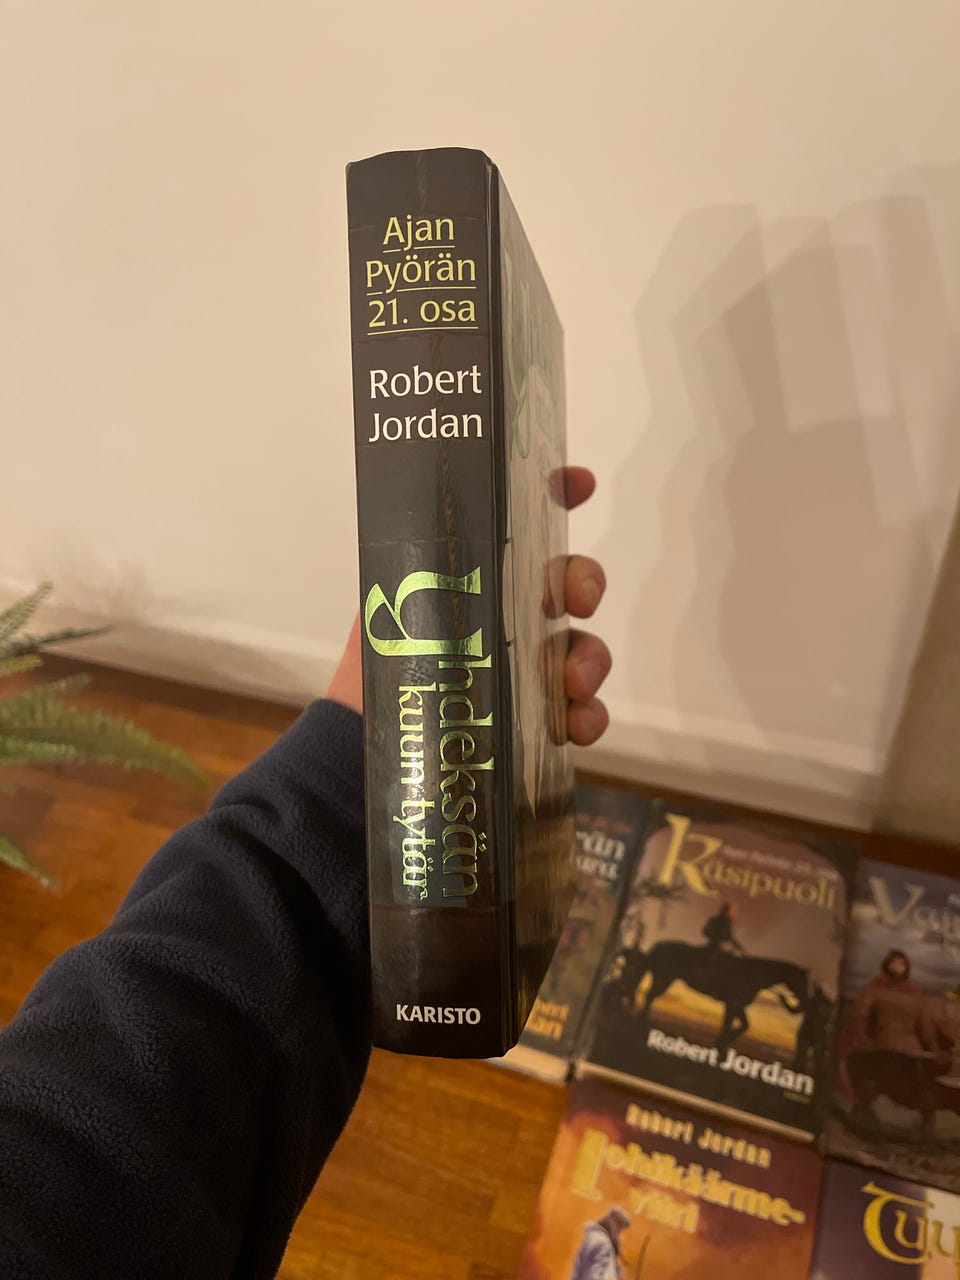 Ajan
Pyörän
21. osa
Robert
Jordan
Yhdeksän
kuun tytär
KARISTO
Käsipuoli
Robert Jordan
Robert Jordan
Lohikäärme-
viiri